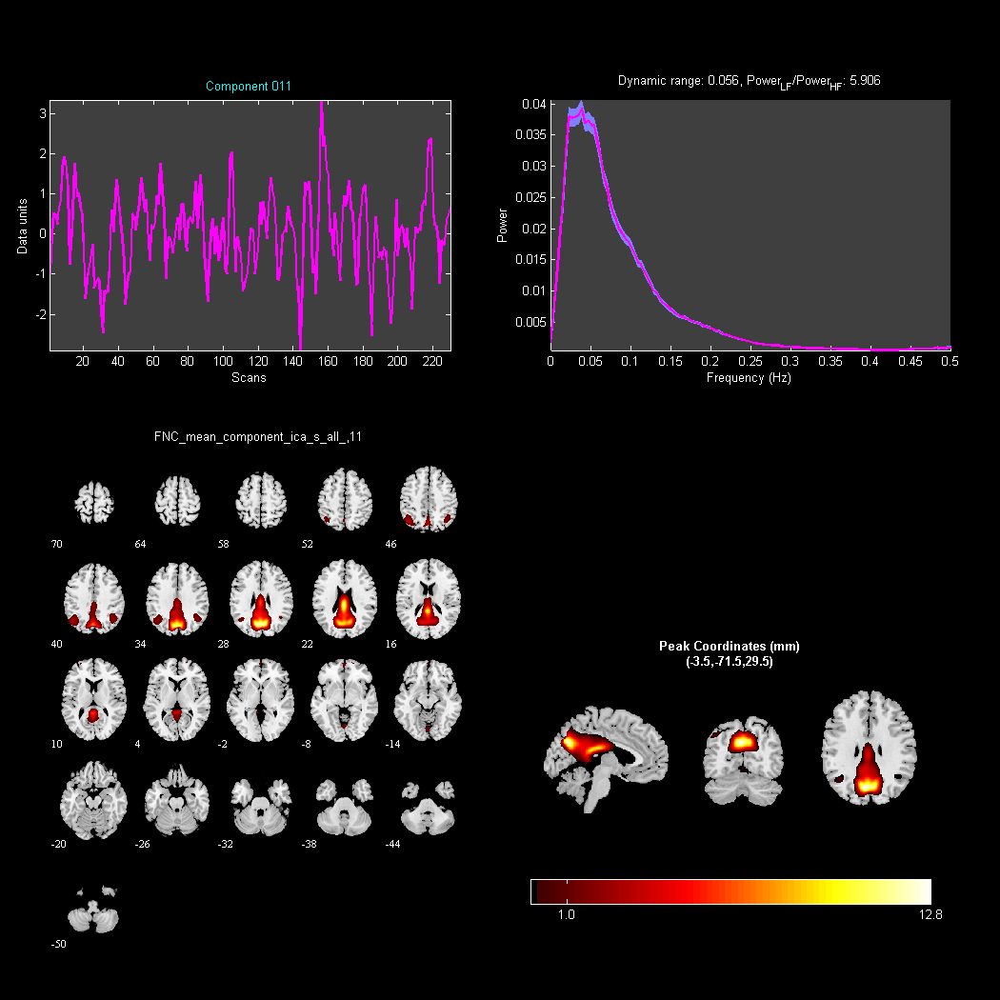 Component 011
3
2
1
0
-1
-2
Data units
20 40 60 80 100 120 140 160 180 200 220
Scans
Dynamic range: 0.056, PowerLF/PowerHF: 5.906
0.04
0.035
0.03
0.025
0.02
0.015
0.01
0.005
Power
0 0.05 0.1 0.15 0.2 0.25 0.3 0.35 0.4 0.45 0.5
Frequency (Hz)
FNC_mean_component_ica_s_all_,11
70 64 58 52 46
40 34 28 22 16
10 4 -2 -8 -14
-20 -26 -32 -38 -44
-50
Peak Coordinates (mm)
(-3.5,-71.5,29.5)
1.0 12.8